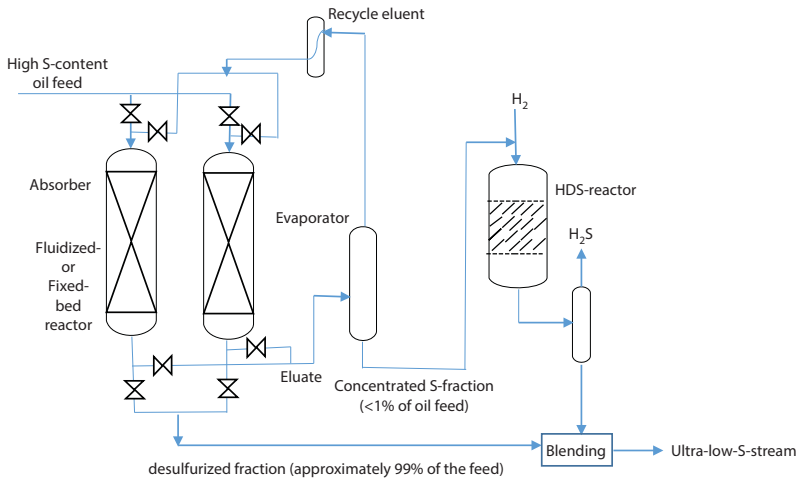 Recycle eluent
High S-content
oil feed
H₂
Absorber
HDS-reactor
Evaporator
H₂S
Fluidized-
or
Fixed-
bed
reactor
Eluate
Concentrated S-fraction
(<1% of oil feed)
Blending
Ultra-low-S-stream
desulfurized fraction (approximately 99% of the feed)